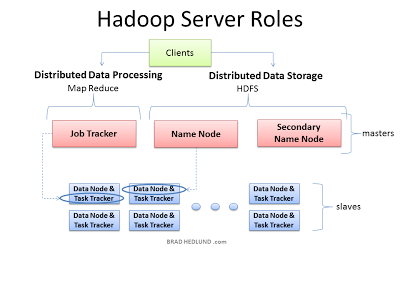 Hadoop Server Roles
Clients
Distributed Data Processing
Map Reduce
Distributed Data Storage
HDFS
Job Tracker
Name Node
Secondary
Name Node
masters
Data Node &
Task Tracker
Data Node &
Task Tracker
Data Node &
Task Tracker
slaves
Data Node &
Task Tracker
Data Node &
Task Tracker
Data Node &
Task Tracker
BRAD HEDLUND .com